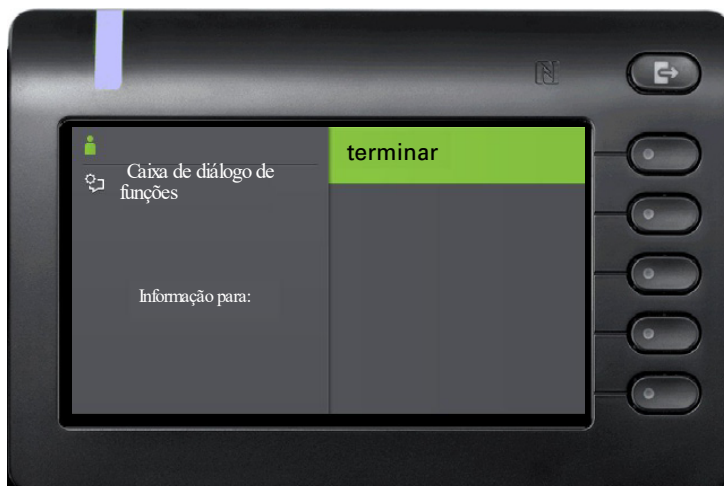 Caixa de diálogo de
funções
Informação para:
terminar